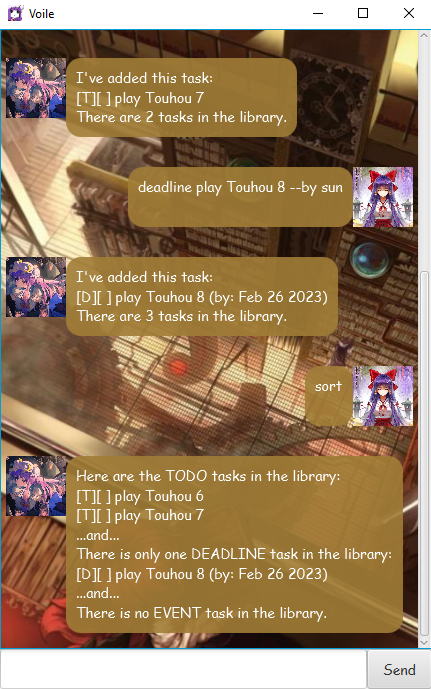 Voile
I've added this task:
[T][ ] play Touhou 7
There are 2 tasks in the library.
deadline play Touhou 8 --by sun
I've added this task:
[D][ ] play Touhou 8 (by: Feb 26 2023)
There are 3 tasks in the library.
sort
Here are the TODO tasks in the library:
[T][ ] play Touhou 6
[T][ ] play Touhou 7
...and...
There is only one DEADLINE task in the library:
[D][ ] play Touhou 8 (by: Feb 26 2023)
...and...
There is no EVENT task in the library.
Send